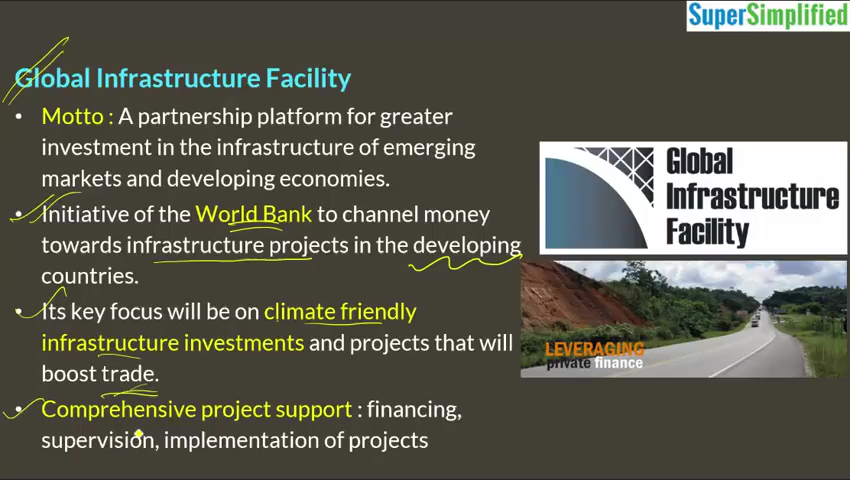 SuperSimplified
Global Infrastructure Facility
• Motto : A partnership platform for greater
investment in the infrastructure of emerging
markets and developing economies.
• Initiative of the World Bank to channel money
towards infrastructure projects in the developing
countries.
• Its key focus will be on climate friendly
infrastructure investments and projects that will
boost trade.
• Comprehensive project support : financing,
supervision, implementation of projects
Global
Infrastructure
Facility
LEVERAGING
private finance